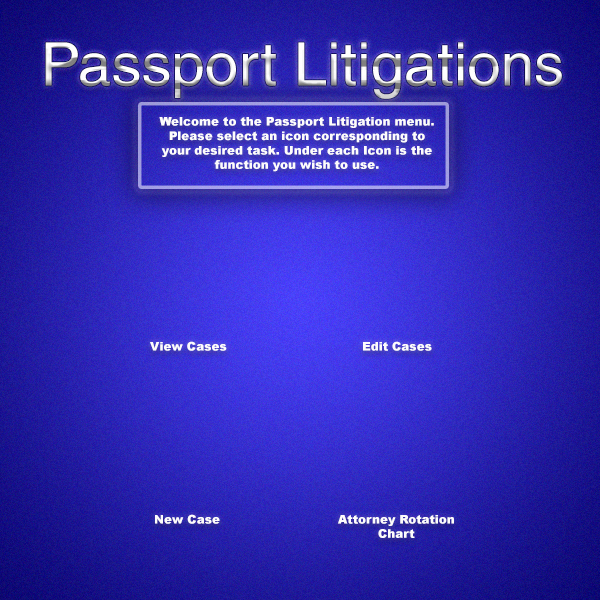 Passport Litigations
Welcome to the Passport Litigation menu.
Please select an icon corresponding to
your desired task. Under each Icon is the
function you wish to use.
View Cases
Edit Cases
New Case
Attorney Rotation
Chart